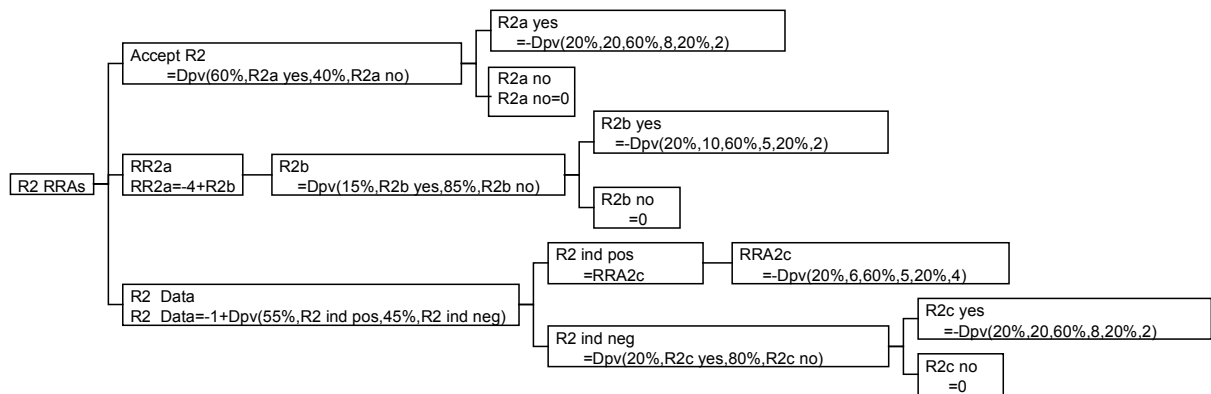 R2 RRAs
Accept R2
=Dpv(60%,R2a yes,40%,R2a no)
R2a yes
=-Dpv(20%,20,60%,8,20%,2)
R2a no
R2a no=0
RR2a
RR2a=-4+R2b
R2b
=Dpv(15%,R2b yes,85%,R2b no)
R2b yes
=-Dpv(20%,10,60%,5,20%,2)
R2b no
=0
R2 Data
R2 Data=-1+Dpv(55%,R2 ind pos,45%,R2 ind neg)
R2 ind pos
=RRA2c
RRA2c
=-Dpv(20%,6,60%,5,20%,4)
R2 ind neg
=Dpv(20%,R2c yes,80%,R2c no)
R2c yes
=-Dpv(20%,20,60%,8,20%,2)
R2c no
=0